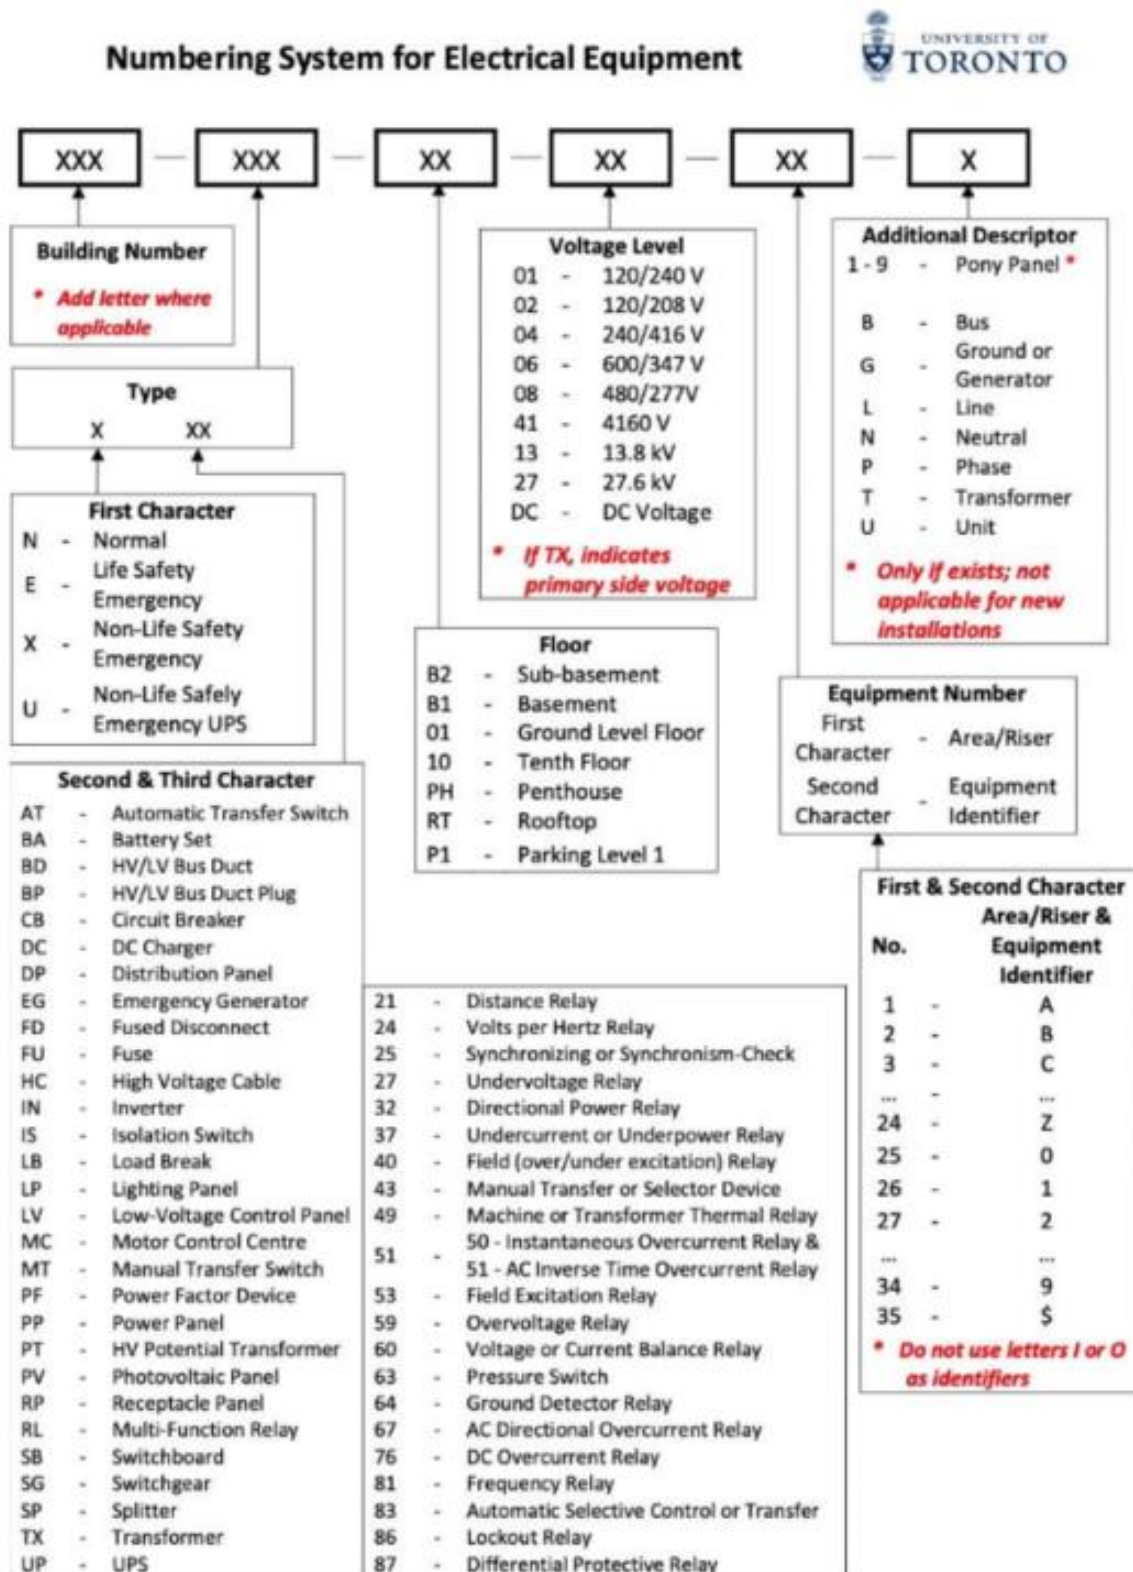 Numbering System for Electrical Equipment
UNIVERSITY OF
TORONTO
XXX — XXX — XX — XX — XX — X
Building Number
* Add letter where
applicable
Type
X XX
First Character
N - Normal
E - Life Safety
Emergency
X - Non-Life Safety
Emergency
U - Non-Life Safely
Emergency UPS
Second & Third Character
AT - Automatic Transfer Switch
BA - Battery Set
BD - HV/LV Bus Duct
BP - HV/LV Bus Duct Plug
CB - Circuit Breaker
DC - DC Charger
DP - Distribution Panel
EG - Emergency Generator
FD - Fused Disconnect
FU - Fuse
HC - High Voltage Cable
IN - Inverter
IS - Isolation Switch
LB - Load Break
LP - Lighting Panel
LV - Low-Voltage Control Panel
MC - Motor Control Centre
MT - Manual Transfer Switch
PF - Power Factor Device
PP - Power Panel
PT - HV Potential Transformer
PV - Photovoltaic Panel
RP - Receptacle Panel
RL - Multi-Function Relay
SB - Switchboard
SG - Switchgear
SP - Splitter
TX - Transformer
UP - UPS
21 - Distance Relay
24 - Volts per Hertz Relay
25 - Synchronizing or Synchronism-Check
27 - Undervoltage Relay
32 - Directional Power Relay
37 - Undercurrent or Underpower Relay
40 - Field (over/under excitation) Relay
43 - Manual Transfer or Selector Device
49 - Machine or Transformer Thermal Relay
51 - 50 - Instantaneous Overcurrent Relay &
51 - AC Inverse Time Overcurrent Relay
53 - Field Excitation Relay
59 - Overvoltage Relay
60 - Voltage or Current Balance Relay
63 - Pressure Switch
64 - Ground Detector Relay
67 - AC Directional Overcurrent Relay
76 - DC Overcurrent Relay
81 - Frequency Relay
83 - Automatic Selective Control or Transfer
86 - Lockout Relay
87 - Differential Protective Relay
Floor
B2 - Sub-basement
B1 - Basement
01 - Ground Level Floor
10 - Tenth Floor
PH - Penthouse
RT - Rooftop
P1 - Parking Level 1
Voltage Level
01 - 120/240 V
02 - 120/208 V
04 - 240/416 V
06 - 600/347 V
08 - 480/277V
41 - 4160 V
13 - 13.8 kV
27 - 27.6 kV
DC - DC Voltage
* If TX, indicates
primary side voltage
Additional Descriptor
1 - 9 - Pony Panel *
B - Bus
G - Ground or
Generator
L - Line
N - Neutral
P - Phase
T - Transformer
U - Unit
* Only if exists; not
applicable for new
installations
Equipment Number
First
Character - Area/Riser
Second
Character - Equipment
Identifier
First & Second Character
No. Area/Riser &
Equipment
Identifier
1 - A
2 - B
3 - C
... - ...
24 - Z
25 - 0
26 - 1
27 - 2
... ...
34 - 9
35 - $
* Do not use letters I or O
as identifiers